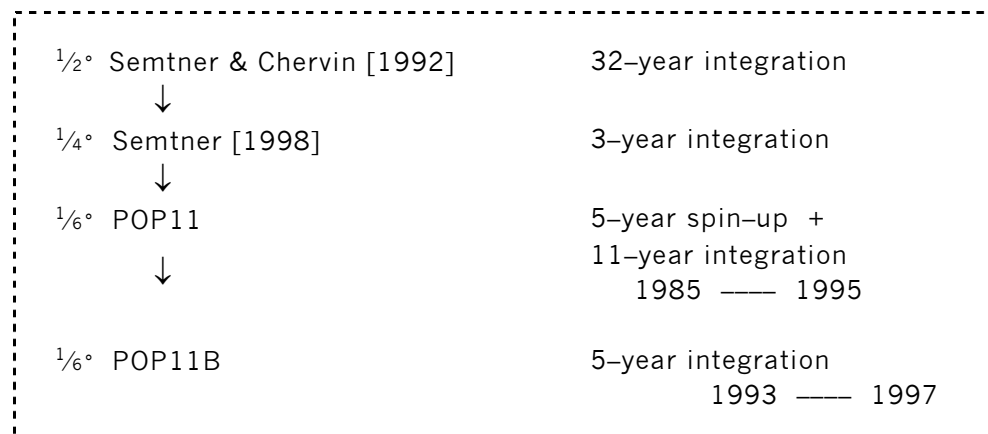 ½° Semtner & Chervin [1992] 32–year integration
↓
¼° Semtner [1998] 3–year integration
↓
⅙° POP11 5–year spin–up +
↓ 11–year integration
1985 –––– 1995
⅙° POP11B 5–year integration
1993 –––– 1997